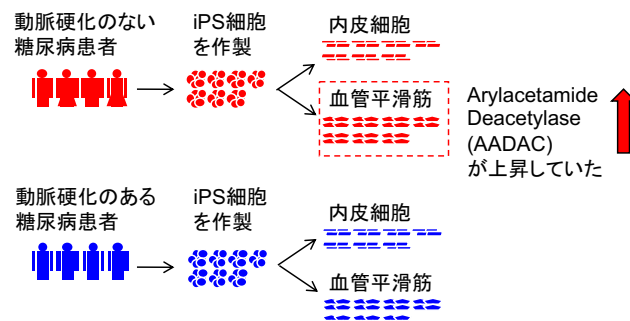 動脈硬化のない
糖尿病患者
iPS細胞
を作製
内皮細胞
血管平滑筋
Arylacetamide
Deacetylase
(AADAC)
が上昇していた
動脈硬化のある
糖尿病患者
iPS細胞
を作製
内皮細胞
血管平滑筋